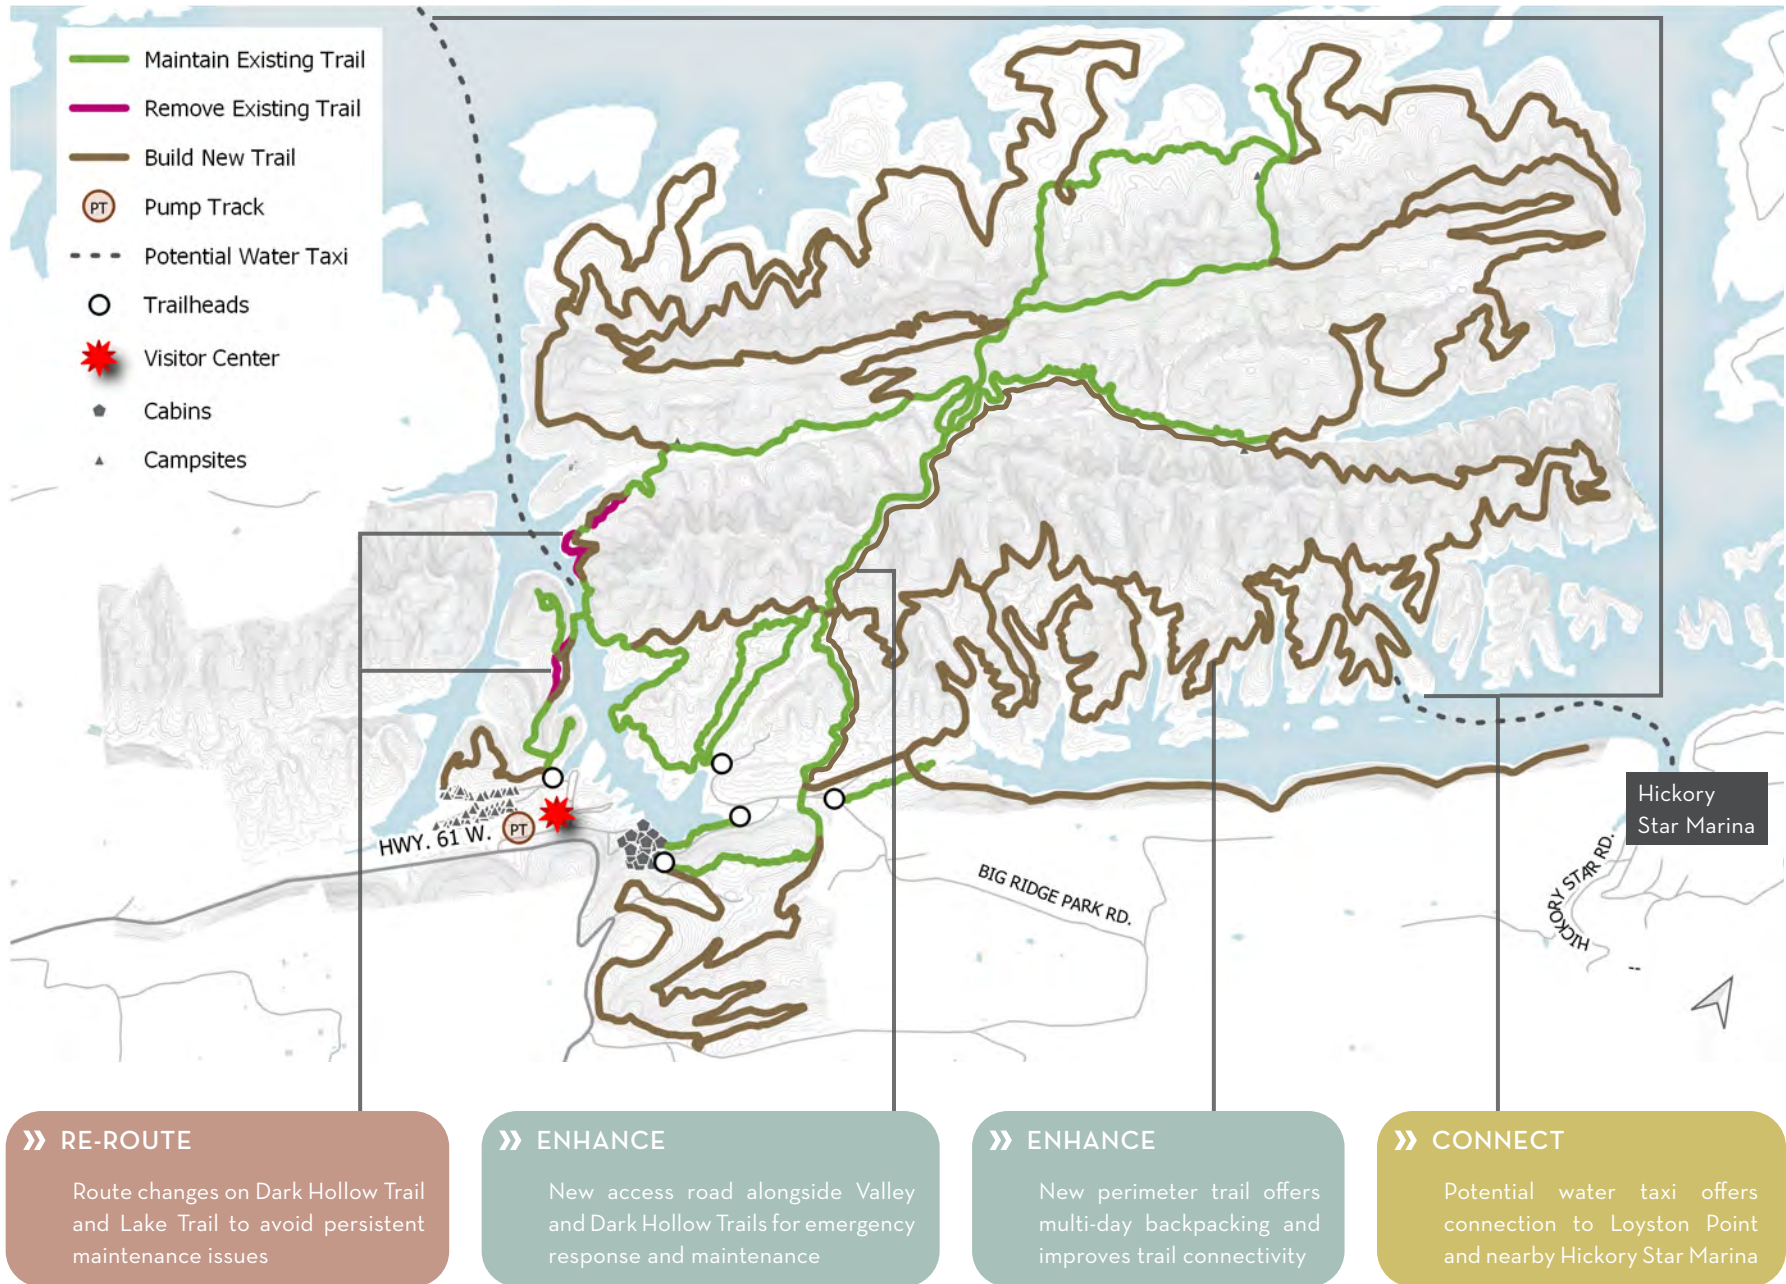 Maintain Existing Trail
Remove Existing Trail
Build New Trail
PT
Pump Track
Potential Water Taxi
Trailheads
Visitor Center
Cabins
Campsites
PT
HWY. 61 W.
BIG RIDGE PARK RD.
Hickory
Star Marina
HICKORY STAR RD.
» RE-ROUTE
Route changes on Dark Hollow Trail
and Lake Trail to avoid persistent
maintenance issues
» ENHANCE
New access road alongside Valley
and Dark Hollow Trails for emergency
response and maintenance
» ENHANCE
New perimeter trail offers
multi-day backpacking and
improves trail connectivity
» CONNECT
Potential water taxi offers
connection to Loyston Point
and nearby Hickory Star Marina